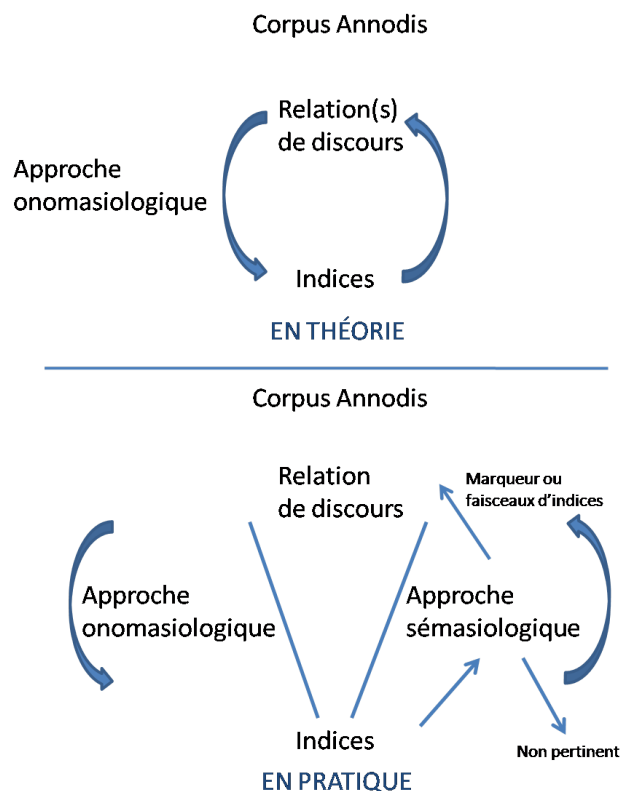 Corpus Annodis
Relation(s)
de discours
Approche
onomasiologique
Indices
EN THÉORIE
Corpus Annodis
Relation
de discours
Marqueur ou
faisceaux d'indices
Approche
onomasiologique
Approche
sémasiologique
Indices
Non pertinent
EN PRATIQUE